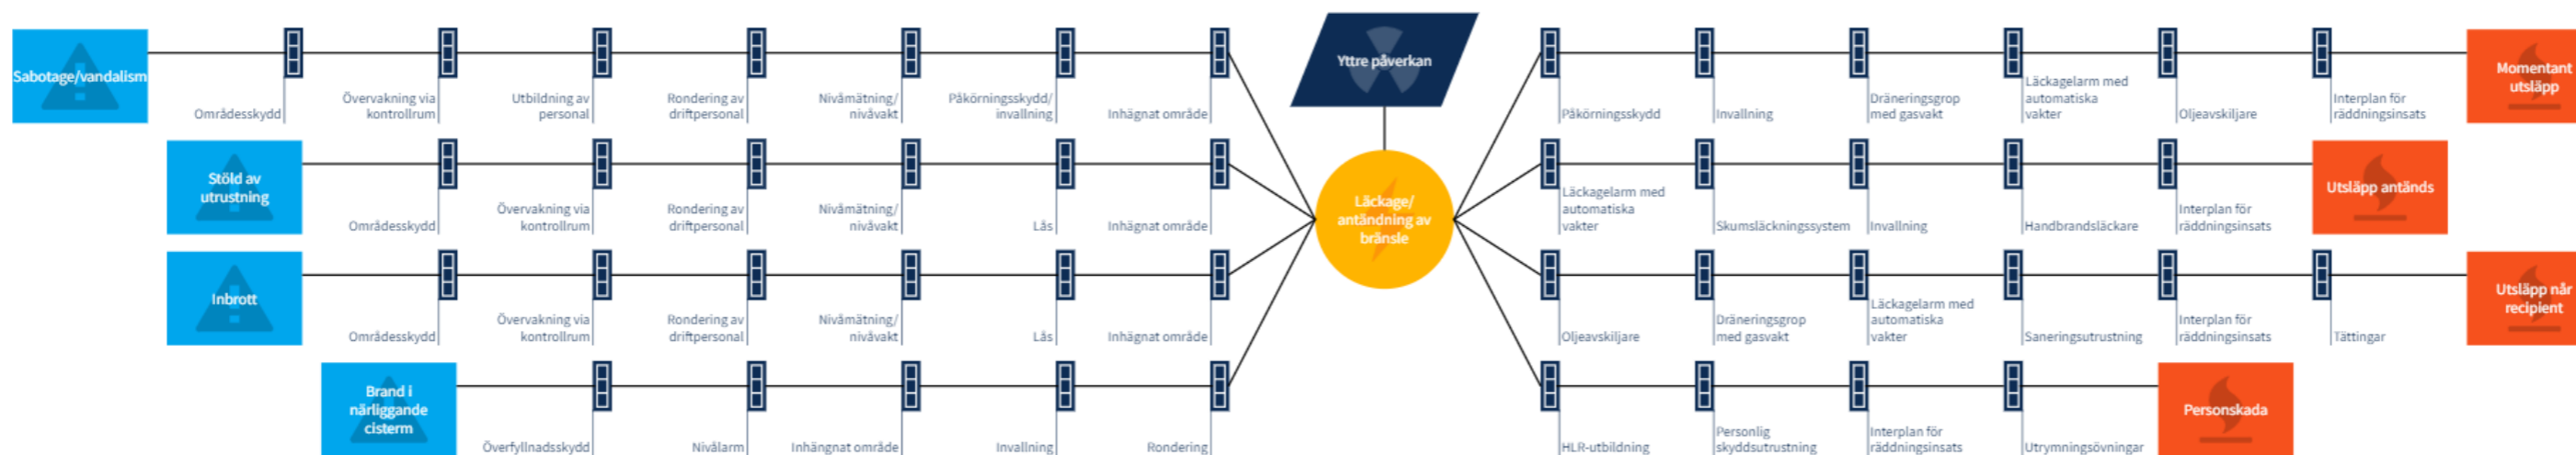 Sabotage/vandalism
Områdesskydd
Övervakning via
kontrollrum
Utbildning av
personal
Rondering av
driftpersonal
Nivåmätning/
nivåvakt
Påkörningsskydd/
invallning
Inhägnat område
Yttre påverkan
Påkörningsskydd
Invallning
Dräneringsgrop
med gasvakt
Läckagelarm med
automatiska
vakter
Oljeavskiljare
Interplan för
räddningsinsats
Momentant
utsläpp
Stöld av
utrustning
Områdesskydd
Övervakning via
kontrollrum
Rondering av
driftpersonal
Nivåmätning/
nivåvakt
Lås
Inhägnat område
Läckage/
antändning av
bränsle
Läckagelarm med
automatiska
vakter
Skumsläckningssystem
Invallning
Handbrandsläckare
Interplan för
räddningsinsats
Utsläpp antänds
Inbrott
Områdesskydd
Övervakning via
kontrollrum
Rondering av
driftpersonal
Nivåmätning/
nivåvakt
Lås
Inhägnat område
Oljeavskiljare
Dräneringsgrop
med gasvakt
Läckagelarm med
automatiska
vakter
Saneringsutrustning
Interplan för
räddningsinsats
Tättingar
Utsläpp når
recipient
Brand i
närliggande
cisterm
Överfyllnadsskydd
Nivålarm
Inhängnat område
Invallning
Rondering
HLR-utbildning
Personlig
skyddsutrustning
Interplan för
räddningsinsats
Utrymningsövningar
Personskada